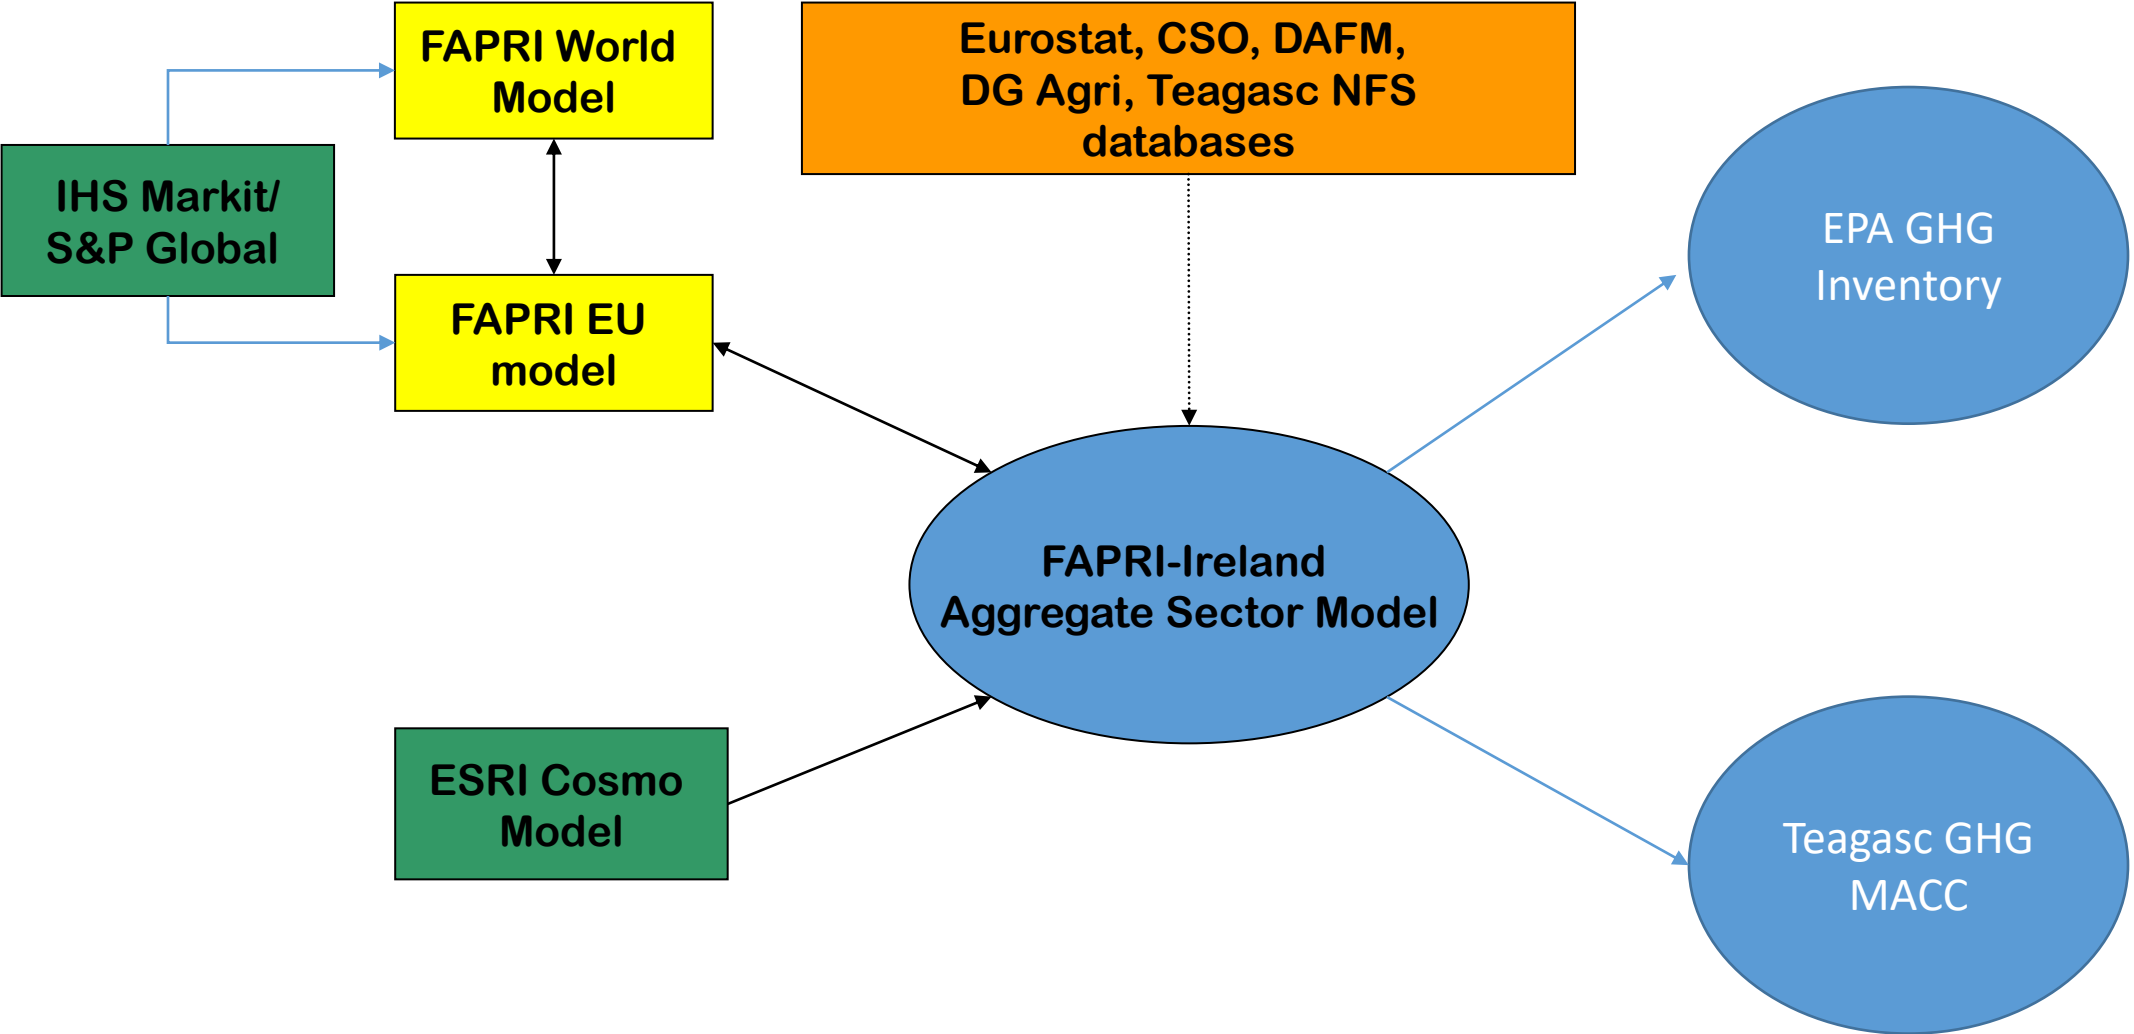 FAPRI World
Model
Eurostat, CSO, DAFM,
DG Agri, Teagasc NFS
databases
IHS Markit/
S&P Global
EPA GHG
Inventory
FAPRI EU
model
FAPRI-Ireland
Aggregate Sector Model
ESRI Cosmo
Model
Teagasc GHG
MACC